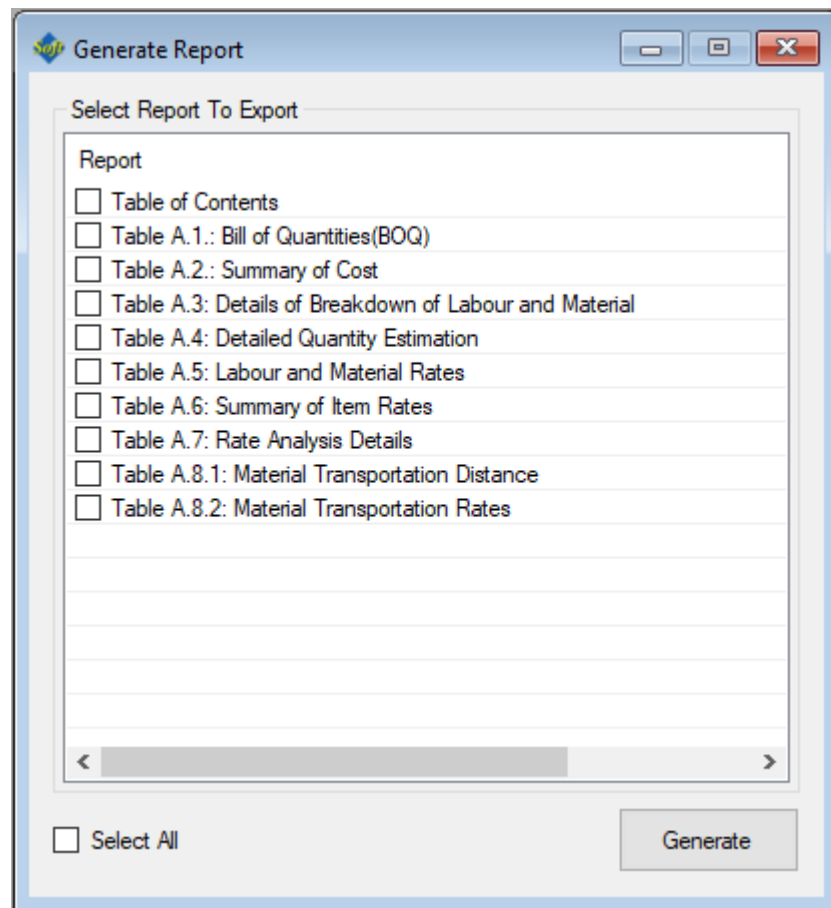 Soft
Generate Report
Select Report To Export
Report
Table of Contents
Table A.1.: Bill of Quantities(BOQ)
Table A.2.: Summary of Cost
Table A.3: Details of Breakdown of Labour and Material
Table A.4: Detailed Quantity Estimation
Table A.5: Labour and Material Rates
Table A.6: Summary of Item Rates
Table A.7: Rate Analysis Details
Table A.8.1: Material Transportation Distance
Table A.8.2: Material Transportation Rates
Select All
Generate